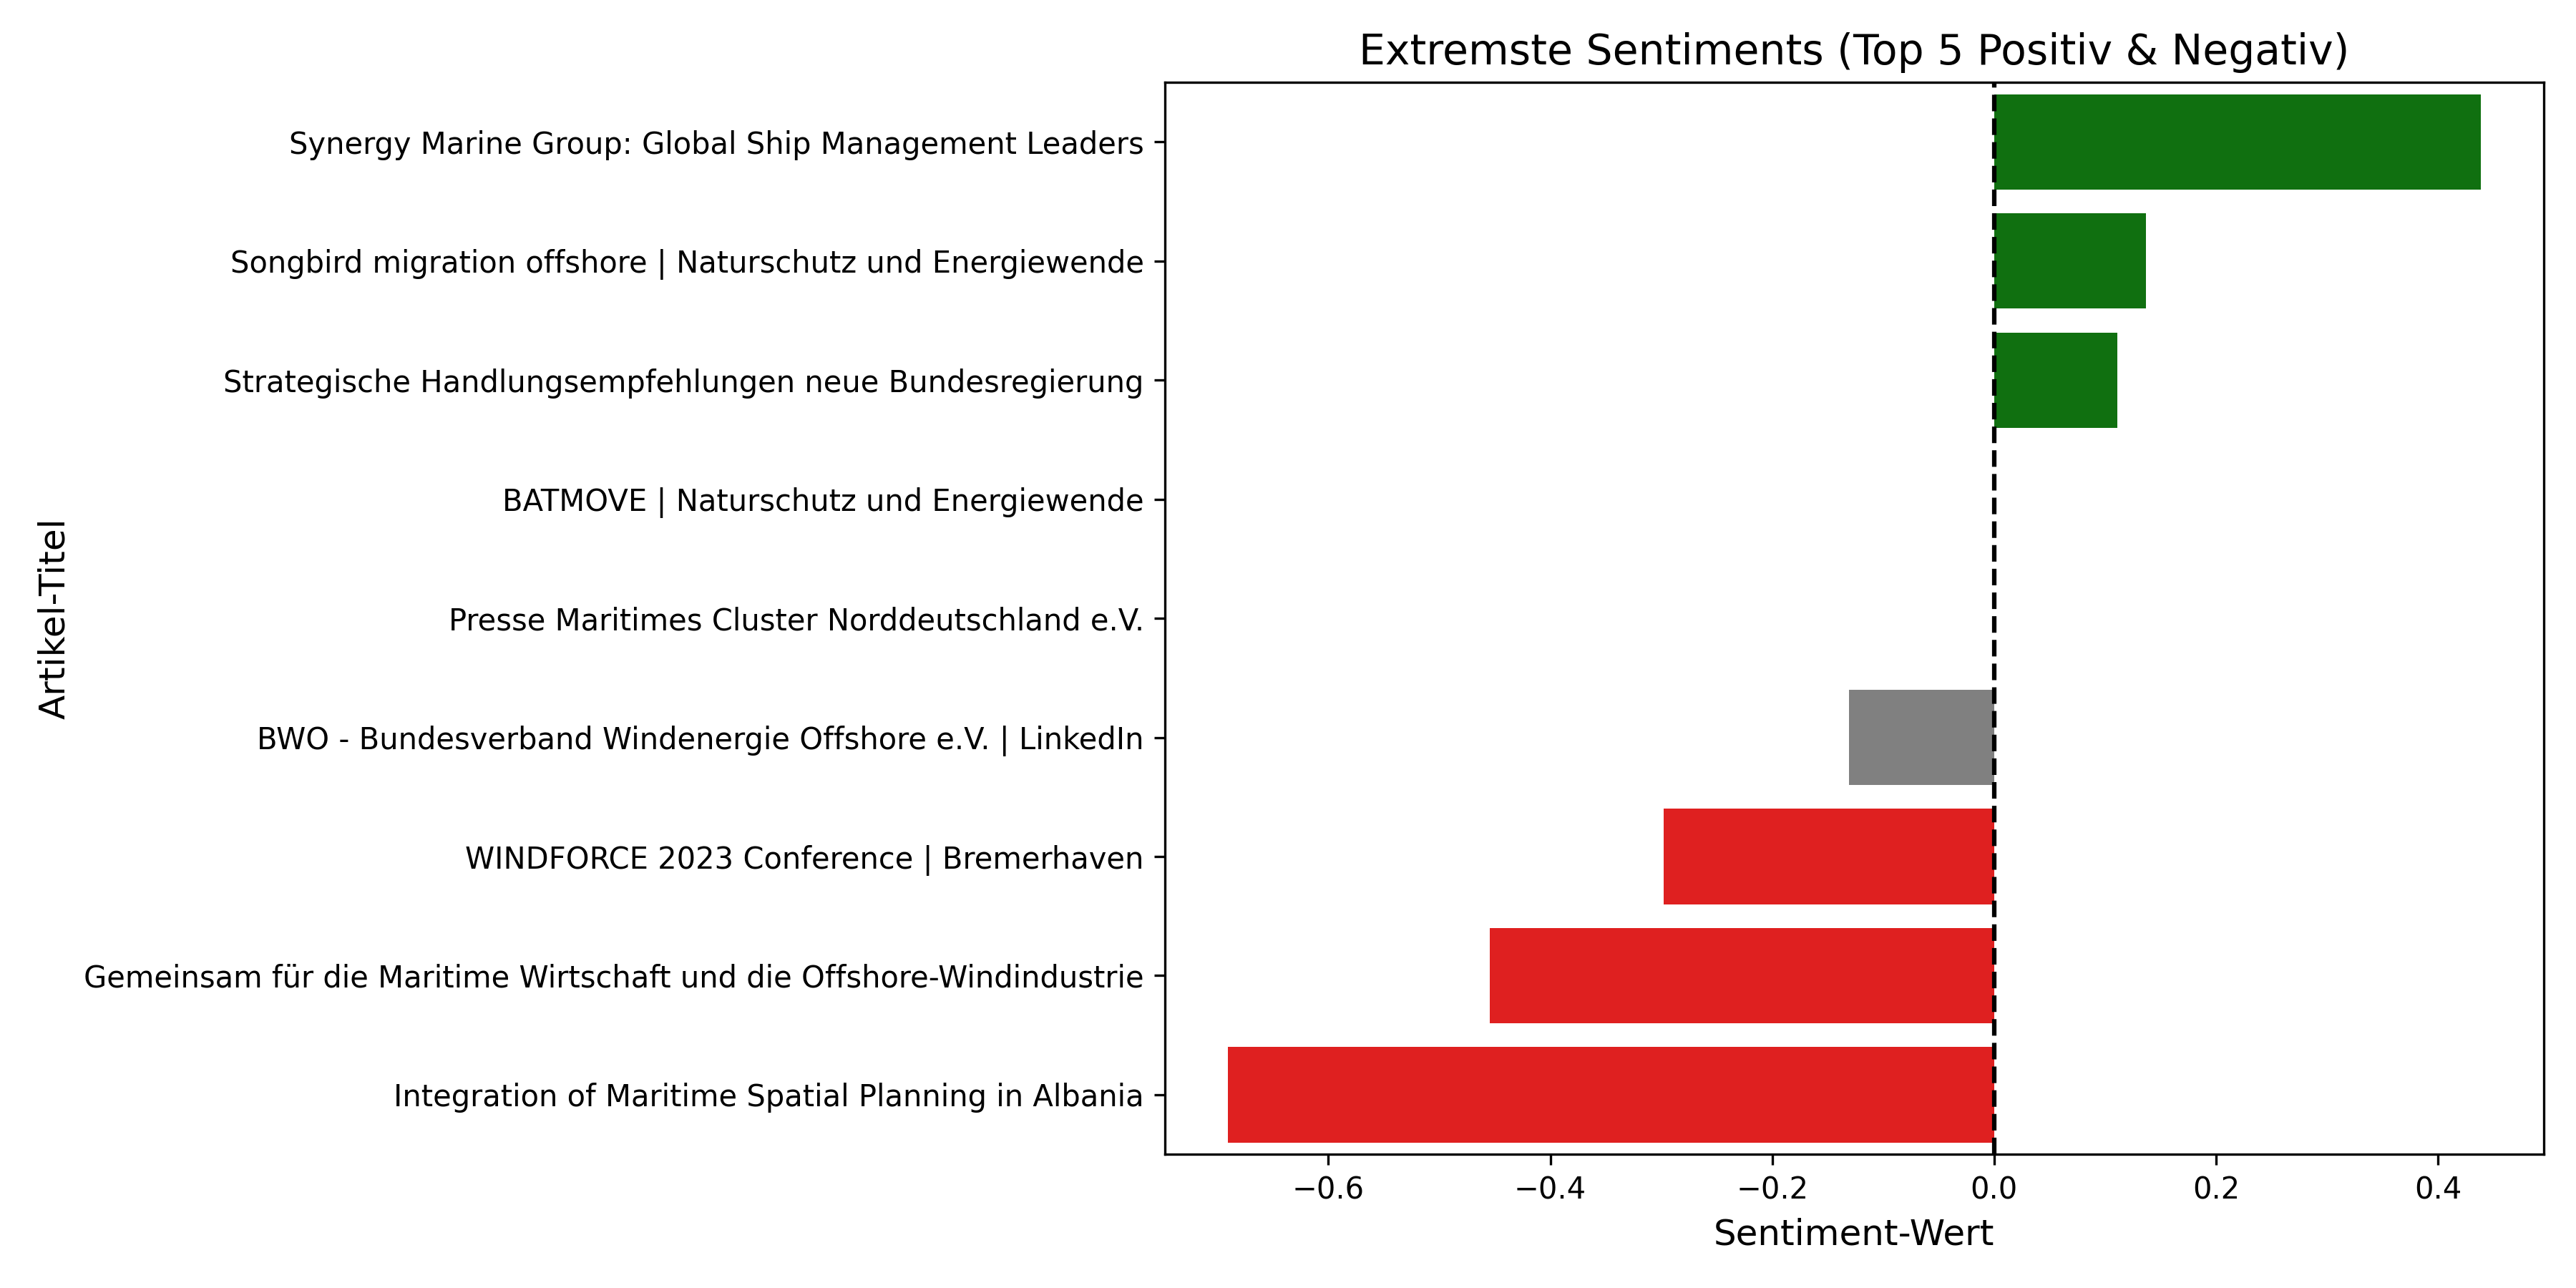 Extremste Sentiments (Top 5 Positiv & Negativ)
Synergy Marine Group: Global Ship Management Leaders
Songbird migration offshore | Naturschutz und Energiewende
Strategische Handlungsempfehlungen neue Bundesregierung
BATMOVE | Naturschutz und Energiewende
Presse Maritimes Cluster Norddeutschland e.V.
BWO - Bundesverband Windenergie Offshore e.V. | LinkedIn
WINDFORCE 2023 Conference | Bremerhaven
Gemeinsam für die Maritime Wirtschaft und die Offshore-Windindustrie
Integration of Maritime Spatial Planning in Albania
Artikel-Titel
−0.6 −0.4 −0.2 0.0 0.2 0.4
Sentiment-Wert